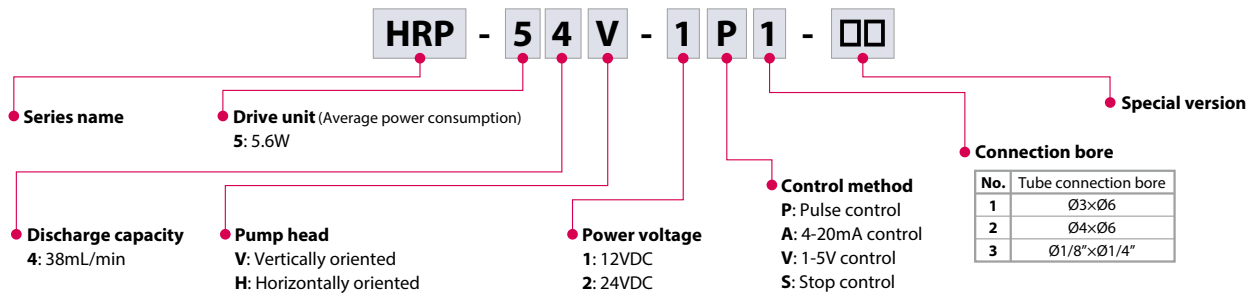 HRP - 5 4 V - 1 P 1 - □□
Series name
Drive unit (Average power consumption)
5: 5.6W
Special version
Connection bore
No. Tube connection bore
1 Ø3×Ø6
2 Ø4×Ø6
3 Ø1/8”×Ø1/4”
Control method
P: Pulse control
A: 4-20mA control
V: 1-5V control
S: Stop control
Discharge capacity
4: 38mL/min
Pump head
V: Vertically oriented
H: Horizontally oriented
Power voltage
1: 12VDC
2: 24VDC